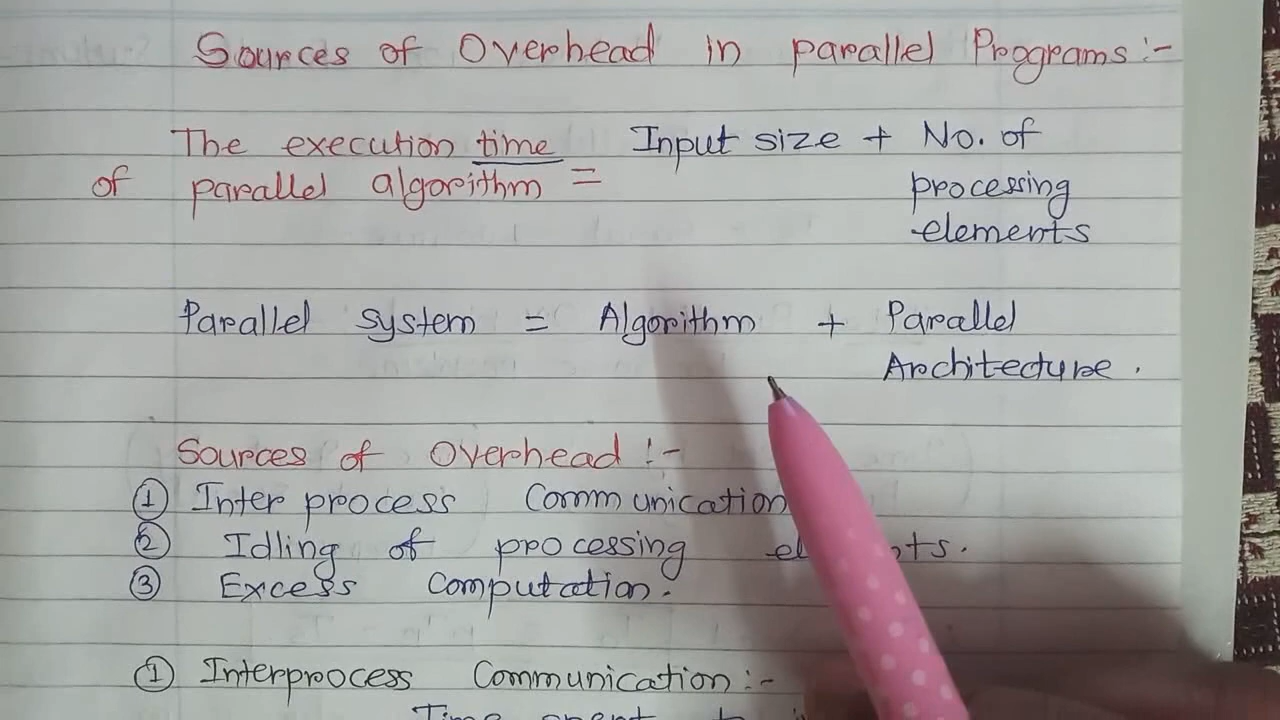 Sources of Overhead in parallel Programs :-
The execution time = Input size + No. of
of parallel algorithm processing
elements
Parallel system = Algorithm + Parallel
Architecture.
Sources of Overhead :-
① Inter process Communication
② Idling of processing
③ Excess Computation.
① Interprocess Communication :-
Time spent